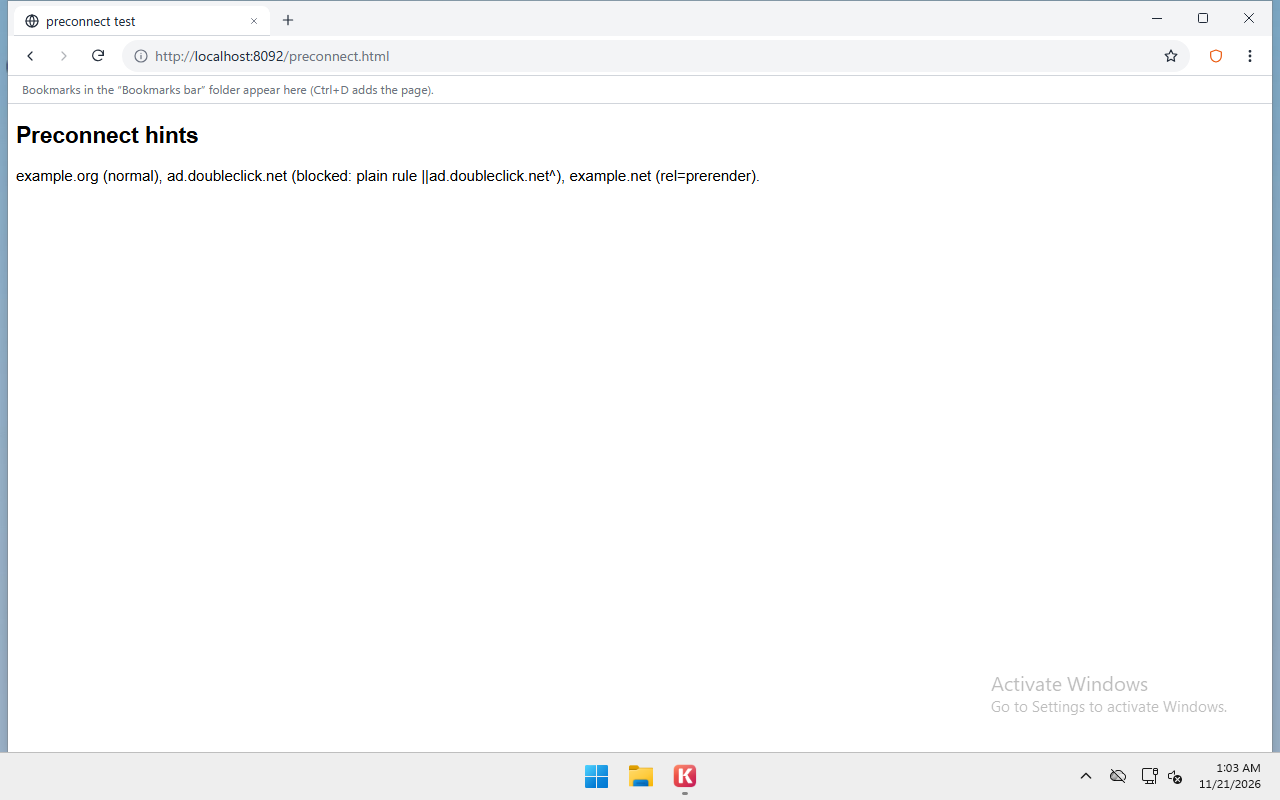 preconnect test
http://localhost:8092/preconnect.html
Bookmarks in the "Bookmarks bar" folder appear here (Ctrl+D adds the page).
Preconnect hints
example.org (normal), ad.doubleclick.net (blocked: plain rule ||ad.doubleclick.net^), example.net (rel=prerender).
Activate Windows
Go to Settings to activate Windows.
K
1:03 AM
11/21/2026